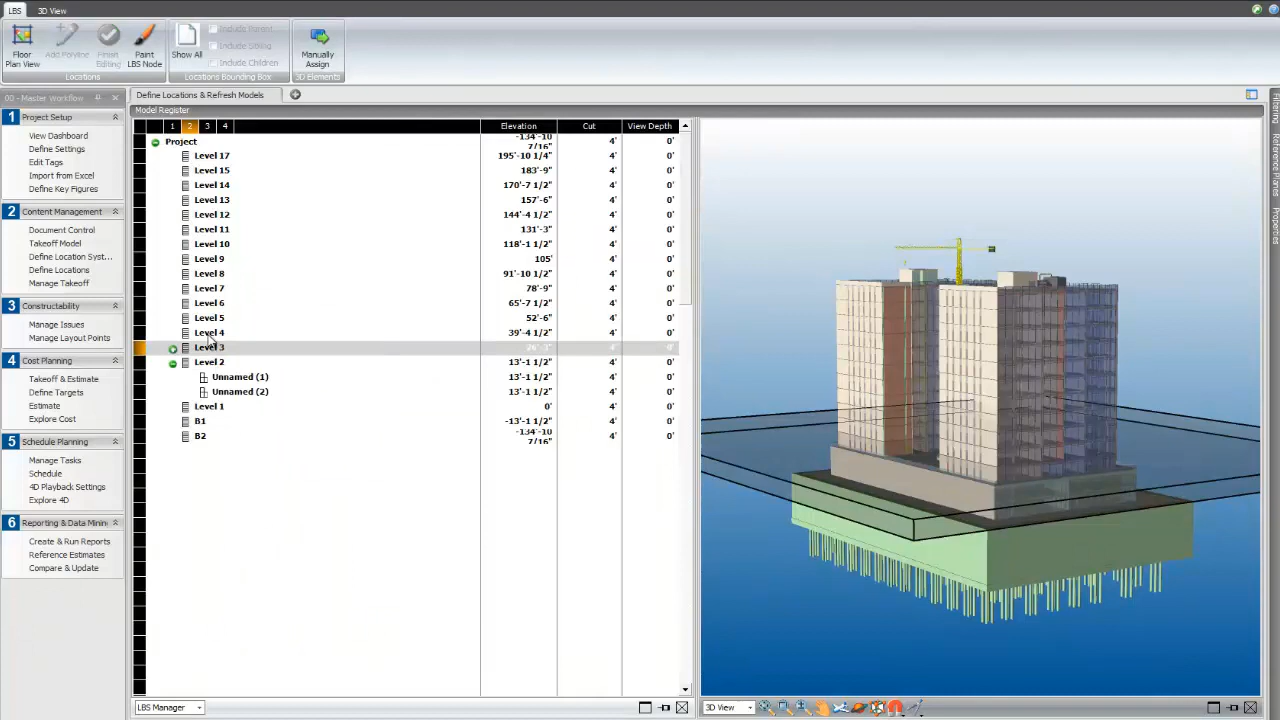 LBS 3D View
Floor Plan View
Add Polyline
Finish Editing
Paint LBS Node
Locations
Show All
Include Parent
Include Sibling
Include Children
Locations Bounding Box
Manually Assign
3D Elements
00 - Master Workflow
1 Project Setup
View Dashboard
Define Settings
Edit Tags
Import from Excel
Define Key Figures
2 Content Management
Document Control
Takeoff Model
Define Location Syst...
Define Locations
Manage Takeoff
3 Constructability
Manage Issues
Manage Layout Points
4 Cost Planning
Takeoff & Estimate
Define Targets
Estimate
Explore Cost
5 Schedule Planning
Manage Tasks
Schedule
4D Playback Settings
Explore 4D
6 Reporting & Data Minin
Create & Run Reports
Reference Estimates
Compare & Update
Define Locations & Refresh Models
Model Register
1 2 3 4 Elevation Cut View Depth
Project -134'-10 7/16" 4' 0'
Level 17 195'-10 1/4" 4' 0'
Level 15 183'-9" 4' 0'
Level 14 170'-7 1/2" 4' 0'
Level 13 157'-6" 4' 0'
Level 12 144'-4 1/2" 4' 0'
Level 11 131'-3" 4' 0'
Level 10 118'-1 1/2" 4' 0'
Level 9 105' 4' 0'
Level 8 91'-10 1/2" 4' 0'
Level 7 78'-9" 4' 0'
Level 6 65'-7 1/2" 4' 0'
Level 5 52'-6" 4' 0'
Level 4 39'-4 1/2" 4' 0'
Level 3 26'-3" 4' 0'
Level 2 13'-1 1/2" 4' 0'
Unnamed (1) 13'-1 1/2" 4' 0'
Unnamed (2) 13'-1 1/2" 4' 0'
Level 1 0' 4' 0'
B1 -13'-1 1/2" 4' 0'
B2 -134'-10 7/16" 4' 0'
LBS Manager
3D View
Filtering
Reference Planes
Properties